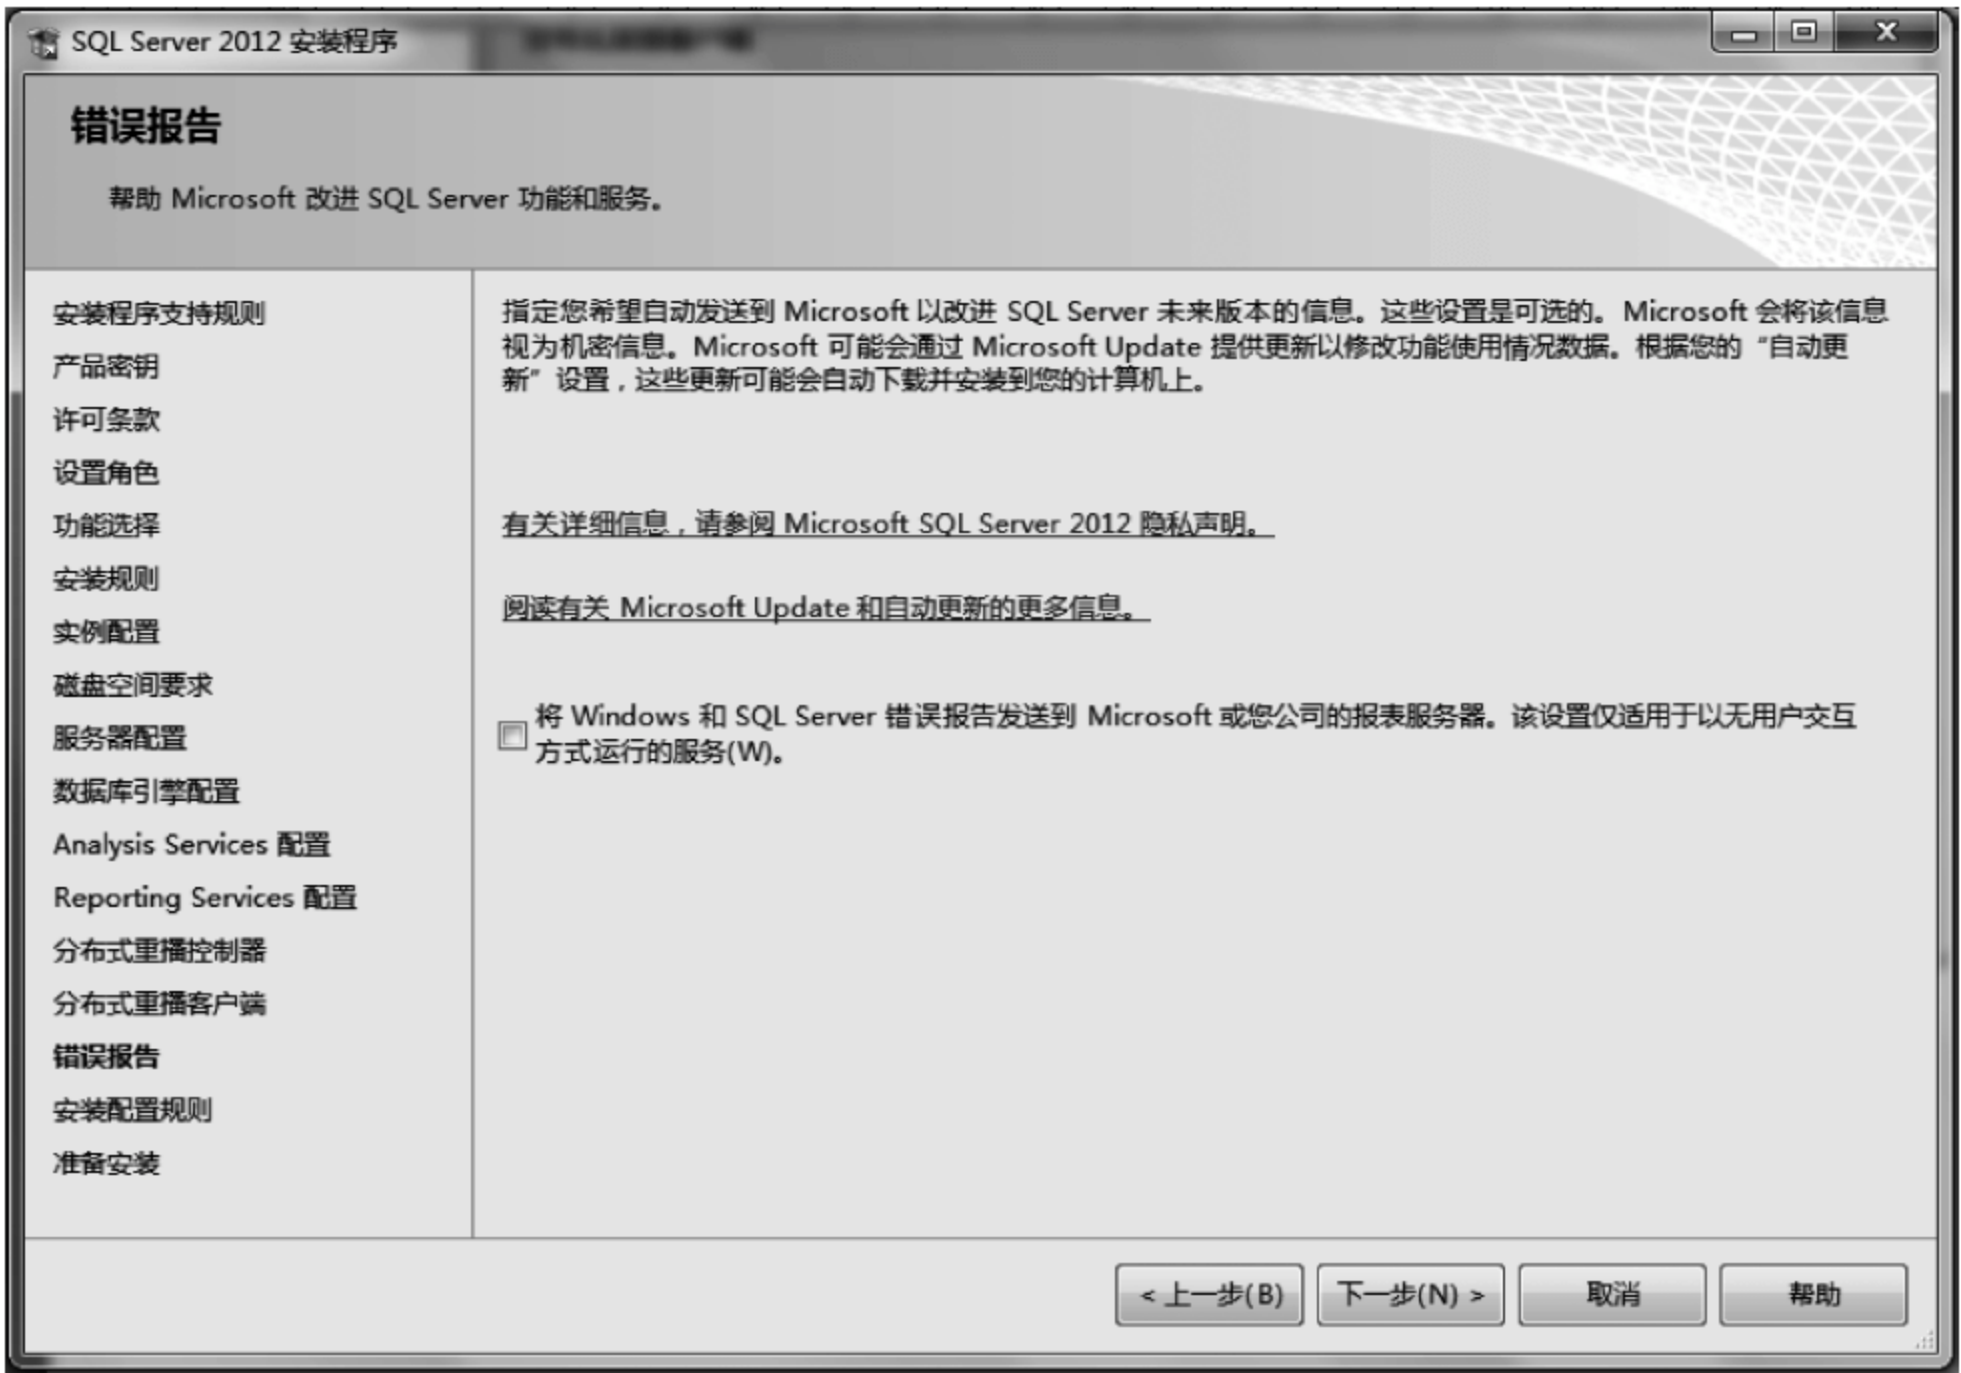 SQL Server 2012 安装程序
错误报告
帮助 Microsoft 改进 SQL Server 功能和服务。
安装程序支持规则
产品密钥
许可条款
设置角色
功能选择
安装规则
实例配置
磁盘空间要求
服务器配置
数据库引擎配置
Analysis Services 配置
Reporting Services 配置
分布式重播控制器
分布式重播客户端
错误报告
安装配置规则
准备安装
指定您希望自动发送到 Microsoft 以改进 SQL Server 未来版本的信息。这些设置是可选的。Microsoft 会将该信息
视为机密信息。Microsoft 可能会通过 Microsoft Update 提供更新以修改功能使用情况数据。根据您的“自动更
新”设置，这些更新可能会自动下载并安装到您的计算机上。
有关详细信息，请参阅 Microsoft SQL Server 2012 隐私声明。
阅读有关 Microsoft Update 和自动更新的更多信息。
将 Windows 和 SQL Server 错误报告发送到 Microsoft 或您公司的报表服务器。该设置仅适用于以无用户交互
方式运行的服务(W)。
< 上一步(B)
下一步(N) >
取消
帮助